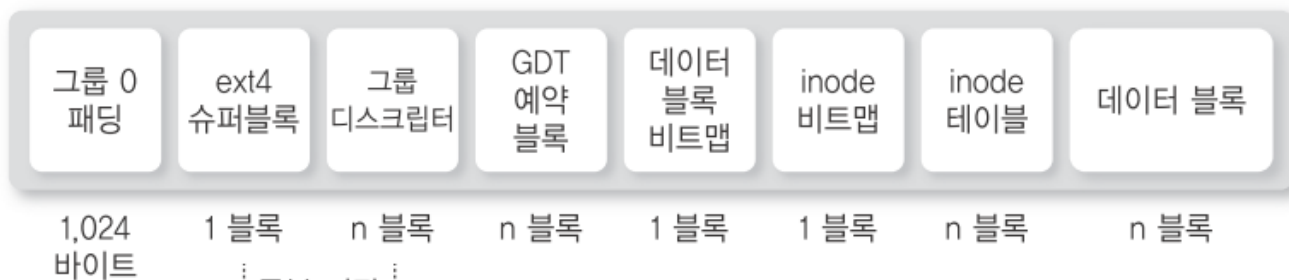 그룹 0
패딩
ext4
슈퍼블록
그룹
디스크립터
GDT
예약
블록
데이터
블록
비트맵
inode
비트맵
inode
테이블
데이터 블록
1,024
바이트
1 블록
n 블록
n 블록
1 블록
1 블록
n 블록
n 블록